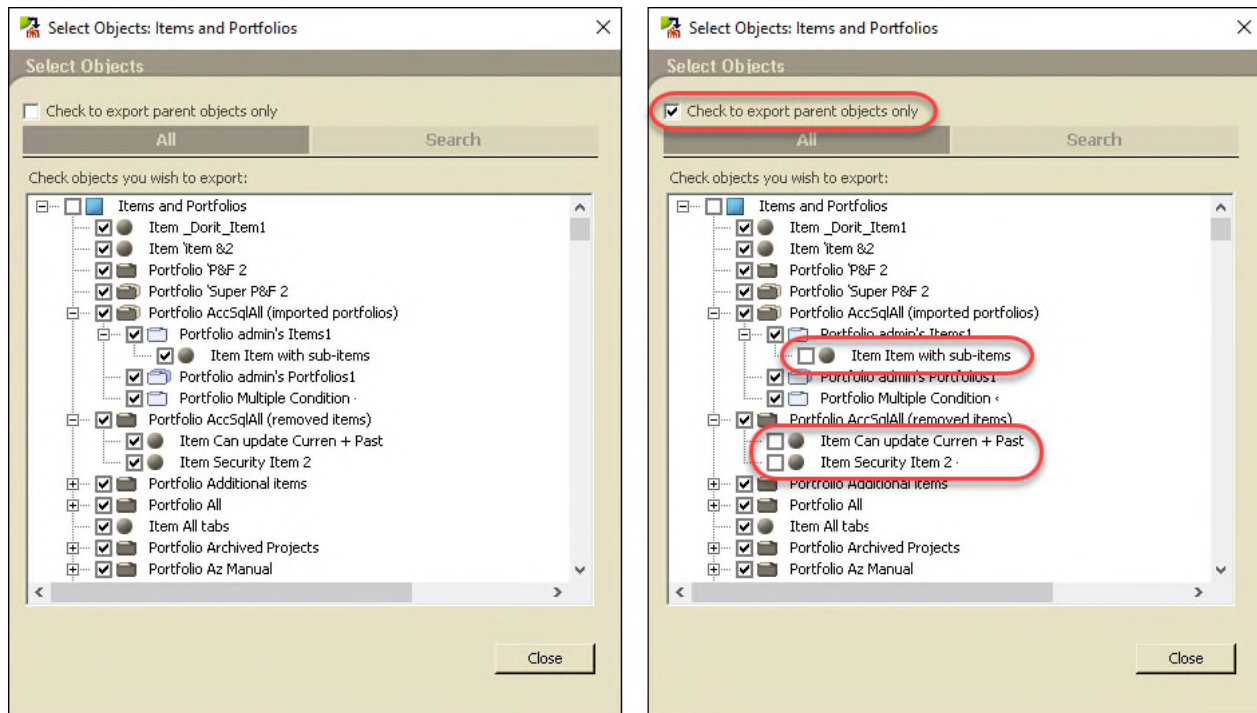 Select Objects: Items and Portfolios
Select Objects
Check to export parent objects only
All Search
Check objects you wish to export:
Items and Portfolios
Item _Dorit_Item1
Item 'item &2
Portfolio 'P&F 2
Portfolio 'Super P&F 2
Portfolio AccSqlAll (imported portfolios)
Portfolio admin's Items1
Item Item with sub-items
Portfolio admin's Portfolios1
Portfolio Multiple Condition
Portfolio AccSqlAll (removed items)
Item Can update Curren + Past
Item Security Item 2
Portfolio Additional items
Portfolio All
Item All tabs
Portfolio Archived Projects
Portfolio Az Manual
Close
Select Objects: Items and Portfolios
Select Objects
Check to export parent objects only
All Search
Check objects you wish to export:
Items and Portfolios
Item _Dorit_Item1
Item 'item &2
Portfolio 'P&F 2
Portfolio 'Super P&F 2
Portfolio AccSqlAll (imported portfolios)
Portfolio admin's Items1
Item Item with sub-items
Portfolio admin's Portfolios1
Portfolio Multiple Condition
Portfolio AccSqlAll (removed items)
Item Can update Curren + Past
Item Security Item 2
Portfolio Additional items
Portfolio All
Item All tabs
Portfolio Archived Projects
Portfolio Az Manual
Close